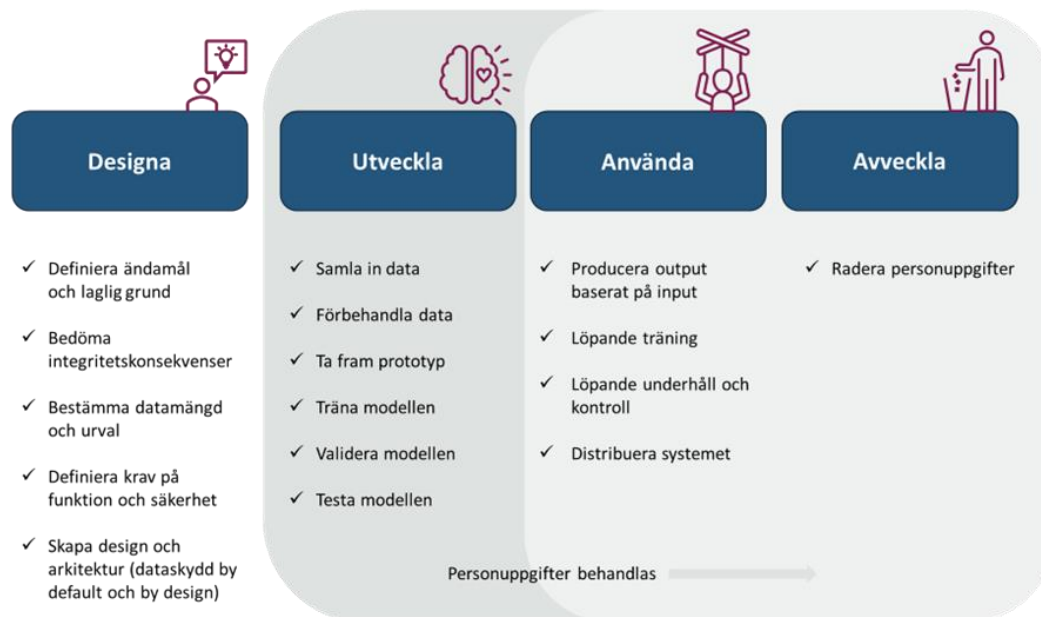 Designa
Definiera ändamål
och laglig grund
Bedöma
integritetskonsekvenser
Bestämma datamängd
och urval
Definiera krav på
funktion och säkerhet
Skapa design och
arkitektur (dataskydd by
default och by design)
Utveckla
Samla in data
Förbehandla data
Ta fram prototyp
Träna modellen
Validera modellen
Testa modellen
Använda
Producera output
baserat på input
Löpande träning
Löpande underhåll och
kontroll
Distribuera systemet
Avveckla
Radera personuppgifter
Personuppgifter behandlas